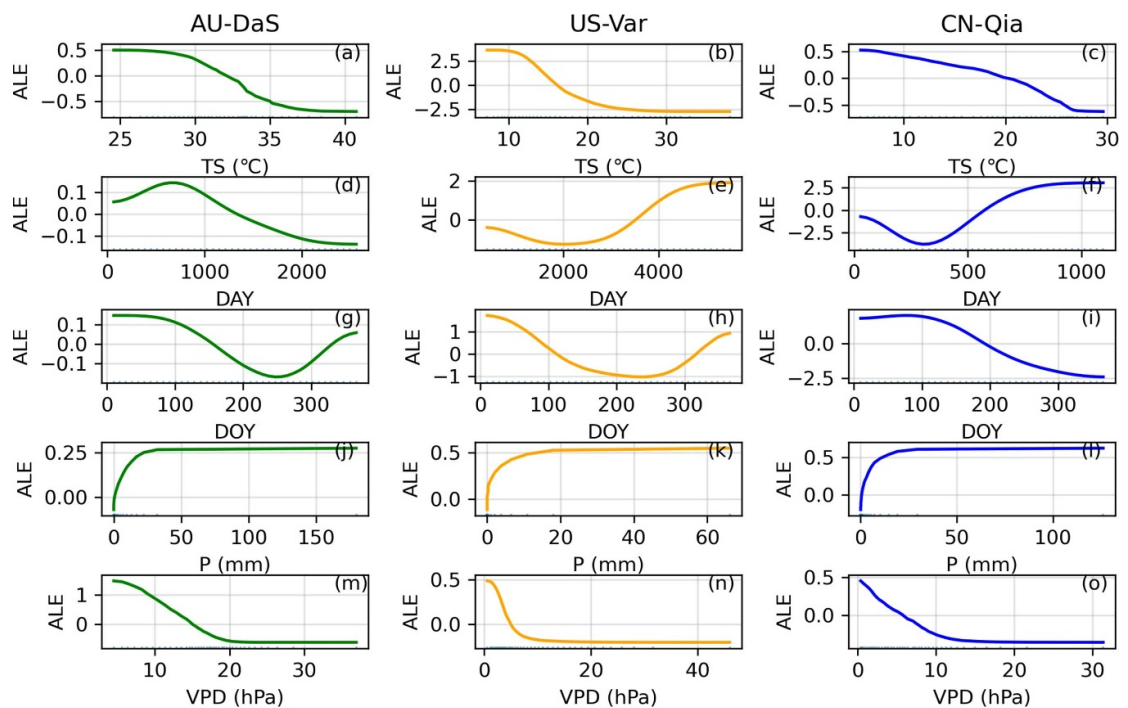 AU-DaS US-Var CN-Qia
ALE 0.5 0.0 −0.5 (a) 25 30 35 40 TS (℃)
ALE 2.5 0.0 −2.5 (b) 10 20 30 TS (℃)
ALE 0.5 0.0 −0.5 (c) 10 20 30 TS (℃)
ALE 0.1 0.0 −0.1 (d) 0 1000 2000 DAY
ALE 2 0 (e) 2000 4000 DAY
ALE 2.5 0.0 −2.5 (f) 0 500 1000 DAY
ALE 0.1 0.0 −0.1 (g) 0 100 200 300 DOY
ALE 1 0 −1 (h) 0 100 200 300 DOY
ALE 0.0 −2.5 (i) 0 100 200 300 DOY
ALE 0.25 0.00 (j) 0 50 100 150 P (mm)
ALE 0.5 0.0 (k) 0 20 40 60 P (mm)
ALE 0.5 0.0 (l) 0 50 100 P (mm)
ALE 1 0 (m) 10 20 30 VPD (hPa)
ALE 0.5 0.0 (n) 0 20 40 VPD (hPa)
ALE 0.5 0.0 (o) 0 10 20 30 VPD (hPa)